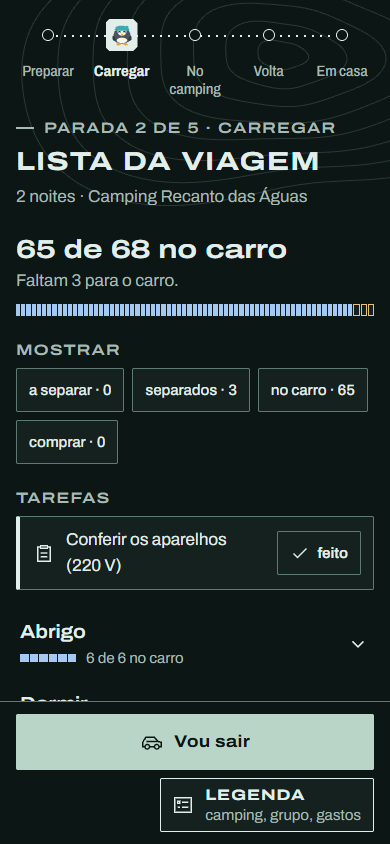 Preparar
Carregar
No
camping
Volta
Em casa
PARADA 2 DE 5 · CARREGAR
LISTA DA VIAGEM
2 noites · Camping Recanto das Águas
65 de 68 no carro
Faltam 3 para o carro.
MOSTRAR
a separar · 0
separados · 3
no carro · 65
comprar · 0
TAREFAS
Conferir os aparelhos
(220 V)
feito
Abrigo
6 de 6 no carro
Dormir
Vou sair
LEGENDA
camping, grupo, gastos